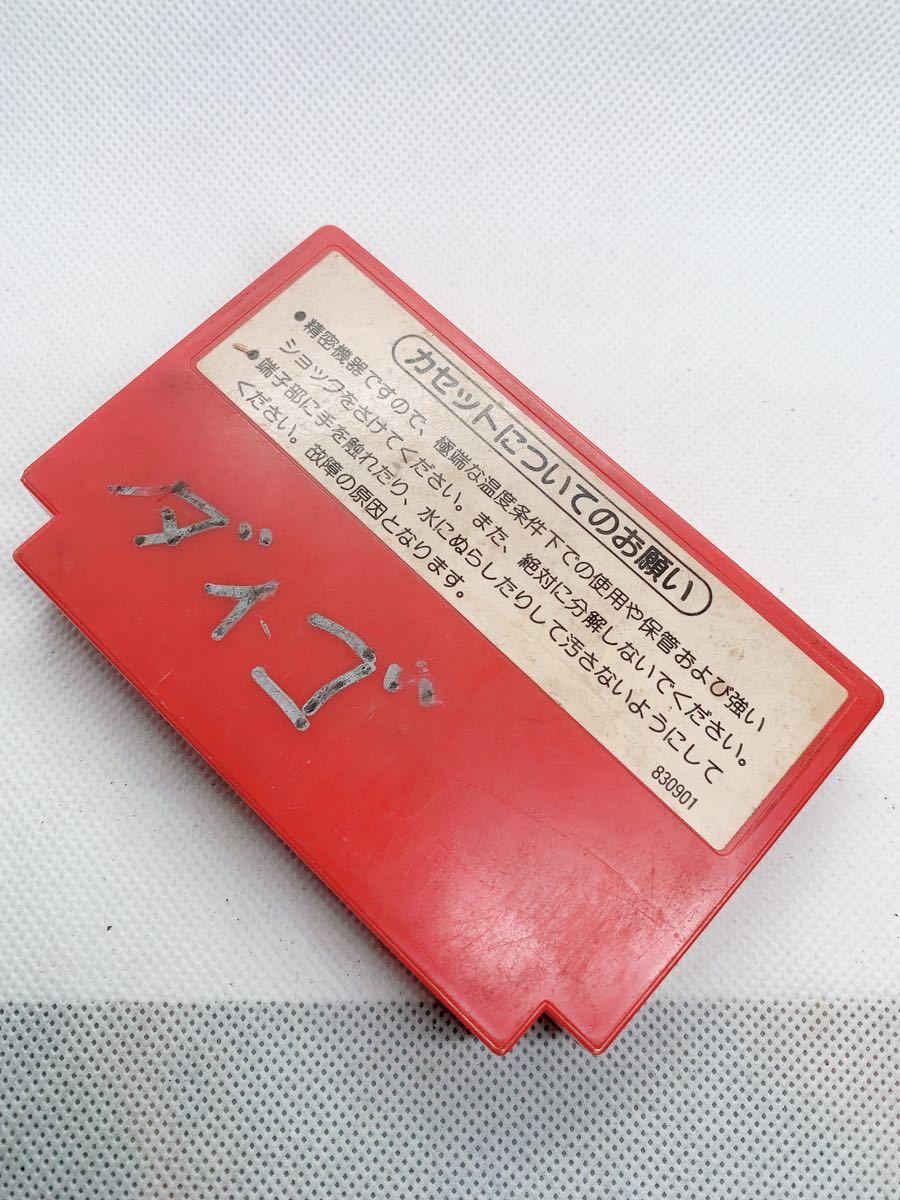 カセットについてのお願い
●精密機器ですので、極端な温度条件下での使用や保管および強い
ショックをさけてください。また、絶対に分解しないでください。
●端子部に手を触れたり、水にぬらしたりして汚さないようにして
ください。故障の原因となります。
830901
ダイゴ